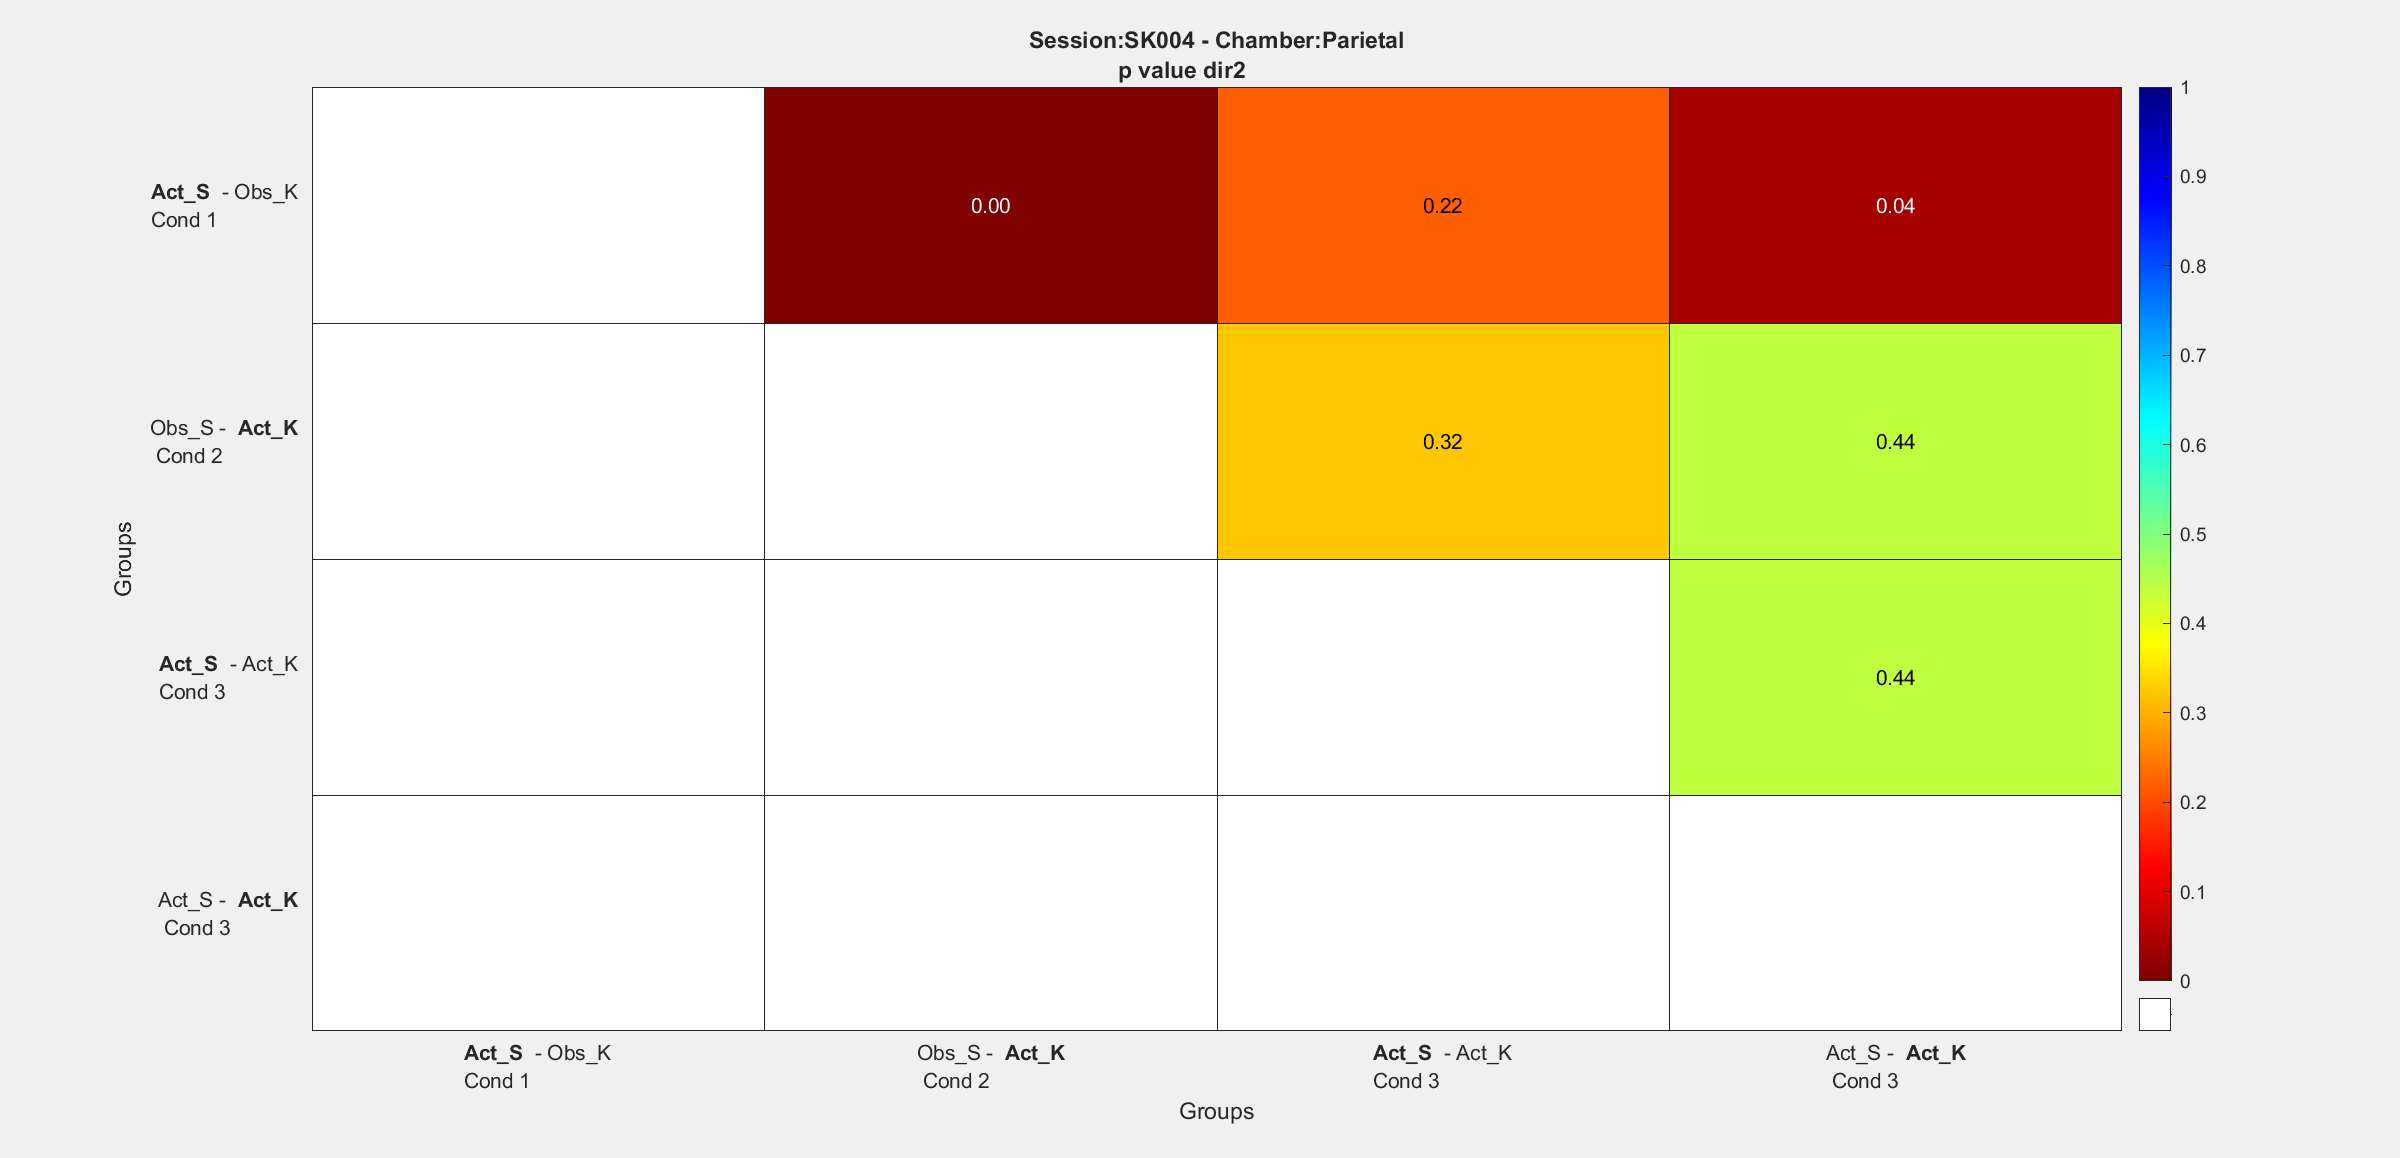 Session:SK004 - Chamber:Parietal
p value dir2
Act_S - Obs_K
Cond 1
0.00
0.22
0.04
Obs_S - Act_K
Cond 2
0.32
0.44
Act_S - Act_K
Cond 3
0.44
Act_S - Act_K
Cond 3
Groups
Act_S - Obs_K
Cond 1
Obs_S - Act_K
Cond 2
Act_S - Act_K
Cond 3
Act_S - Act_K
Cond 3
Groups
1
0.9
0.8
0.7
0.6
0.5
0.4
0.3
0.2
0.1
0